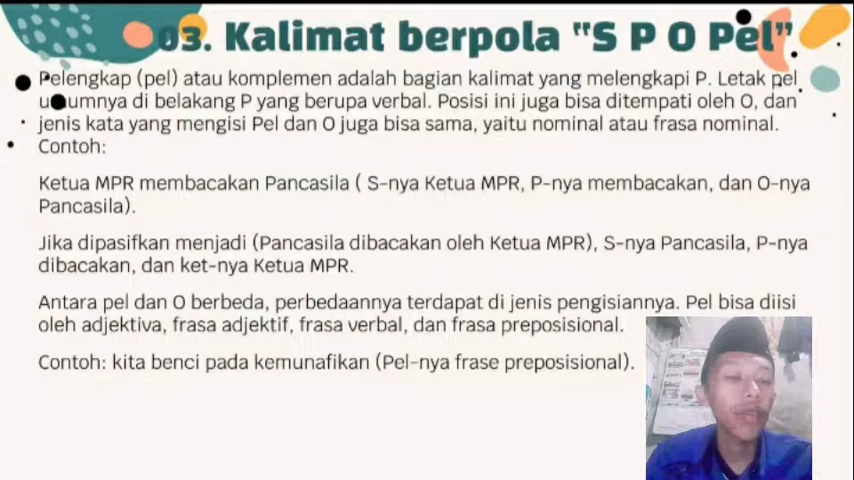 03. Kalimat berpola "S P O Pel"
Pelengkap (pel) atau komplemen adalah bagian kalimat yang melengkapi P. Letak pel
umumnya di belakang P yang berupa verbal. Posisi ini juga bisa ditempati oleh O, dan
jenis kata yang mengisi Pel dan O juga bisa sama, yaitu nominal atau frasa nominal.
Contoh:
Ketua MPR membacakan Pancasila ( S-nya Ketua MPR, P-nya membacakan, dan O-nya
Pancasila).
Jika dipasifkan menjadi (Pancasila dibacakan oleh Ketua MPR), S-nya Pancasila, P-nya
dibacakan, dan ket-nya Ketua MPR.
Antara pel dan O berbeda, perbedaannya terdapat di jenis pengisiannya. Pel bisa diisi
oleh adjektiva, frasa adjektif, frasa verbal, dan frasa preposisional.
Contoh: kita benci pada kemunafikan (Pel-nya frase preposisional).